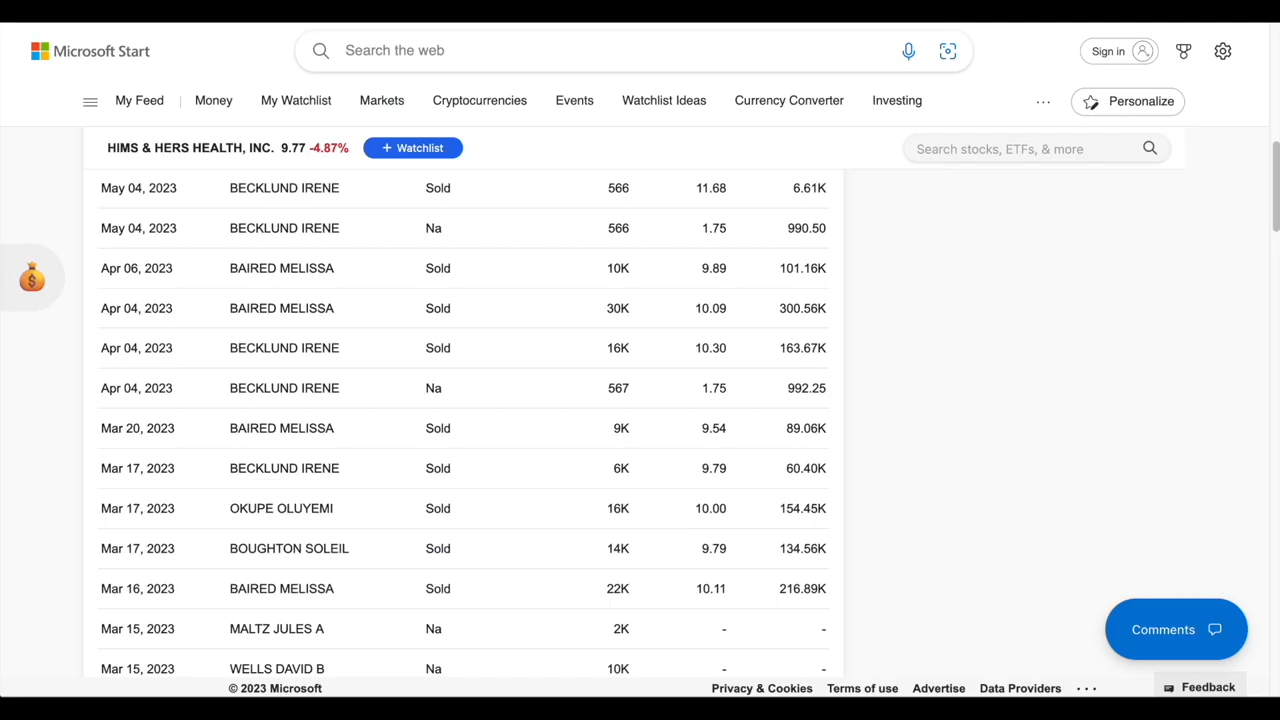 Microsoft Start Search the web Sign in
My Feed Money My Watchlist Markets Cryptocurrencies Events Watchlist Ideas Currency Converter Investing ... Personalize
HIMS & HERS HEALTH, INC. 9.77 -4.87% + Watchlist Search stocks, ETFs, & more
May 04, 2023 BECKLUND IRENE Sold 566 11.68 6.61K
May 04, 2023 BECKLUND IRENE Na 566 1.75 990.50
Apr 06, 2023 BAIRED MELISSA Sold 10K 9.89 101.16K
Apr 04, 2023 BAIRED MELISSA Sold 30K 10.09 300.56K
Apr 04, 2023 BECKLUND IRENE Sold 16K 10.30 163.67K
Apr 04, 2023 BECKLUND IRENE Na 567 1.75 992.25
Mar 20, 2023 BAIRED MELISSA Sold 9K 9.54 89.06K
Mar 17, 2023 BECKLUND IRENE Sold 6K 9.79 60.40K
Mar 17, 2023 OKUPE OLUYEMI Sold 16K 10.00 154.45K
Mar 17, 2023 BOUGHTON SOLEIL Sold 14K 9.79 134.56K
Mar 16, 2023 BAIRED MELISSA Sold 22K 10.11 216.89K
Mar 15, 2023 MALTZ JULES A Na 2K - -
Comments
Mar 15, 2023 WELLS DAVID B Na 10K - -
© 2023 Microsoft Privacy & Cookies Terms of use Advertise Data Providers ... Feedback